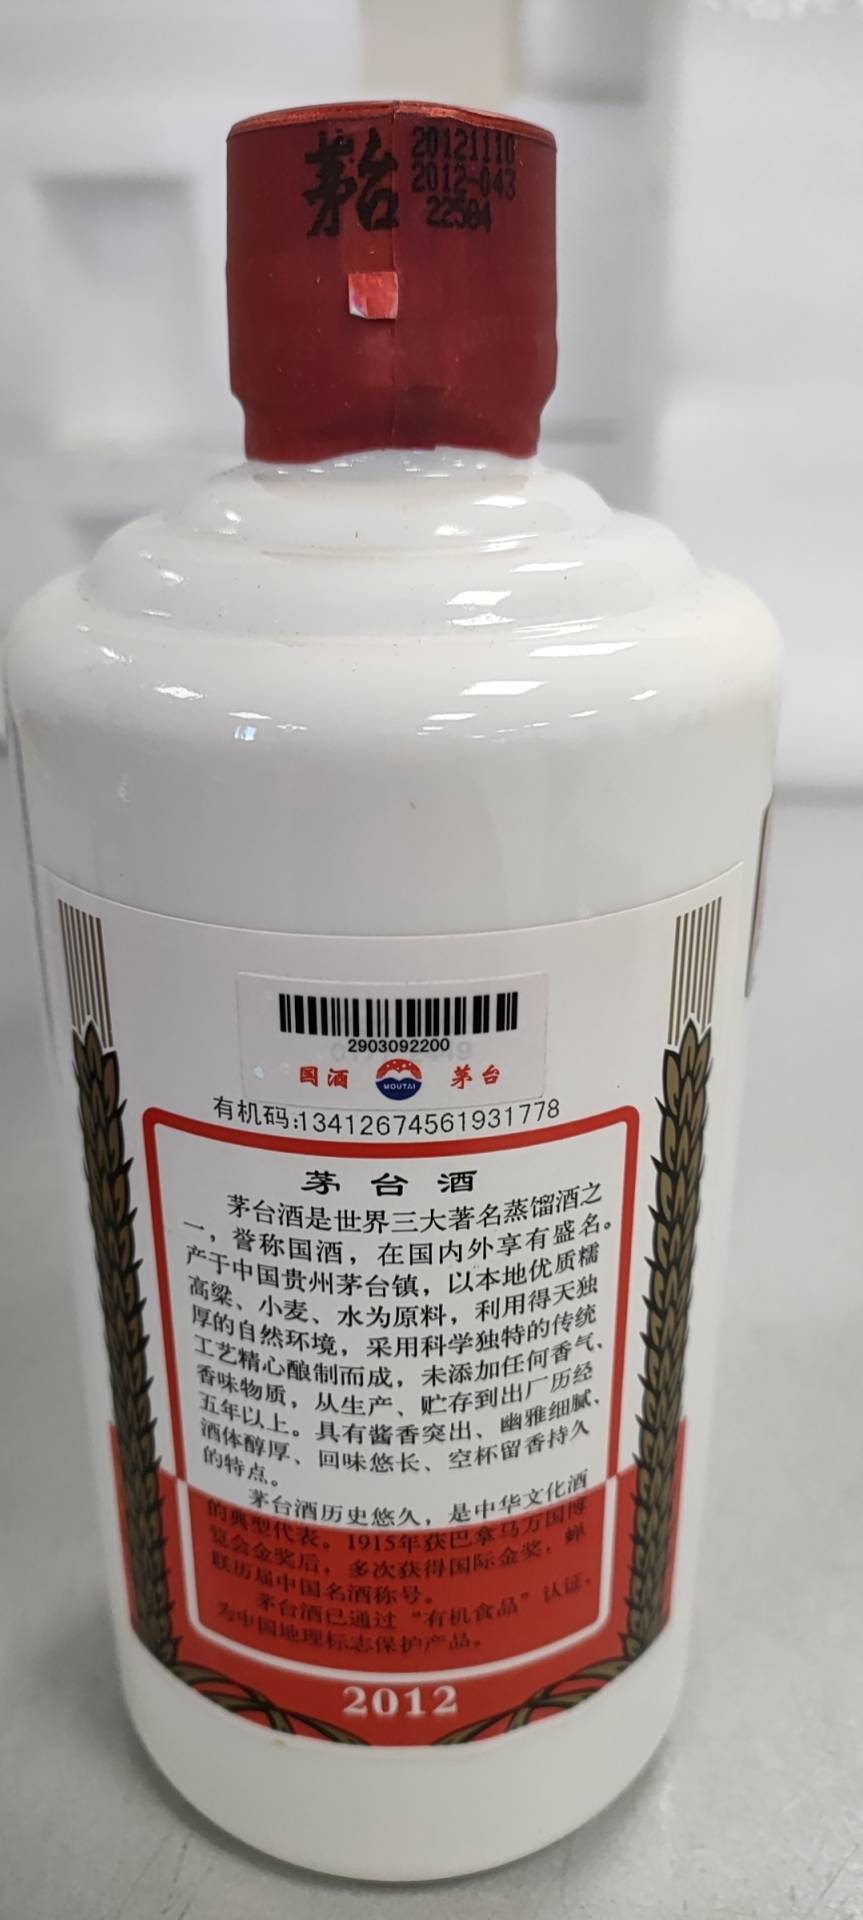 茅台
20121110
2012-043
22584
2903092200
国酒
MOUTAI
茅台
有机码:13412674561931778
茅台酒
茅台酒是世界三大著名蒸馏酒之
一，誉称国酒，在国内外享有盛名。
产于中国贵州茅台镇，以本地优质糯
高粱、小麦、水为原料，利用得天独
厚的自然环境，采用科学独特的传统
工艺精心酿制而成，未添加任何香气、
香味物质，从生产、贮存到出厂历经
五年以上。具有酱香突出、幽雅细腻、
酒体醇厚、回味悠长、空杯留香持久
的特点。
茅台酒历史悠久，是中华文化酒
的典型代表。1915年获巴拿马万国博
览会金奖后，多次获得国际金奖，蝉
联历届中国名酒称号。
茅台酒已通过“有机食品”认证，
为中国地理标志保护产品。
2012